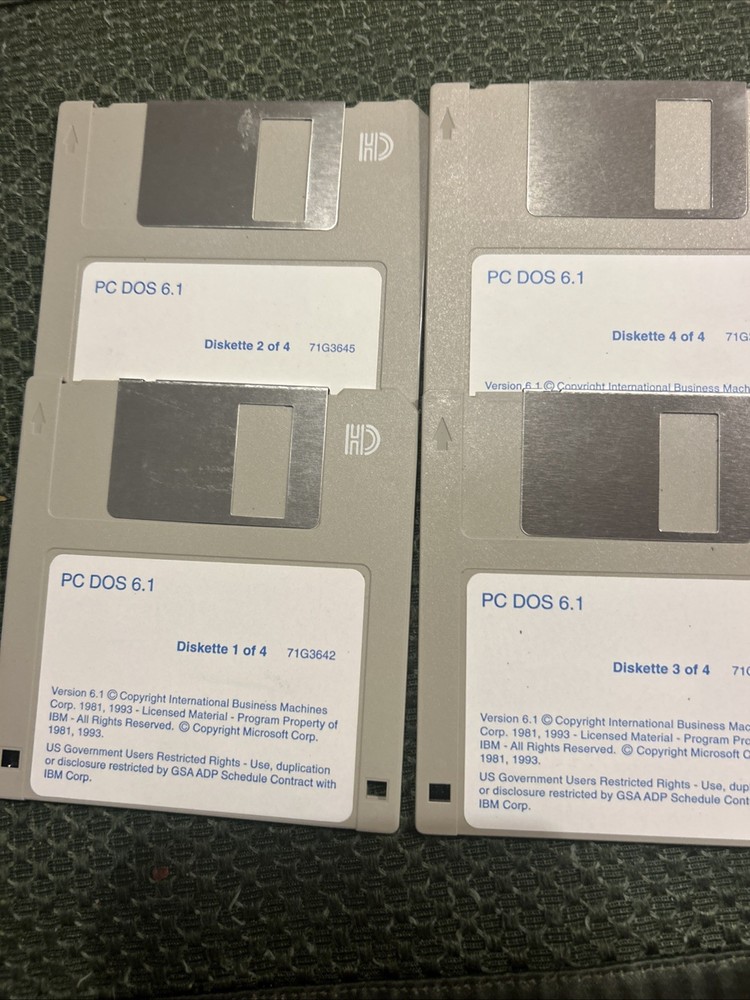 HD
PC DOS 6.1
Diskette 2 of 4 71G3645
PC DOS 6.1
Diskette 4 of 4
Version 6.1 © Copyright International Business
HD
PC DOS 6.1
Diskette 1 of 4 71G3642
Version 6.1 © Copyright International Business Machines
Corp. 1981, 1993 - Licensed Material - Program Property of
IBM - All Rights Reserved. © Copyright Microsoft Corp.
1981, 1993.
US Government Users Restricted Rights - Use, duplication
or disclosure restricted by GSA ADP Schedule Contract with
IBM Corp.
PC DOS 6.1
Diskette 3 of 4
Version 6.1 © Copyright International Business
Corp. 1981, 1993 - Licensed Material - Program
IBM - All Rights Reserved. © Copyright Microsoft
1981, 1993.
US Government Users Restricted Rights - Use,
or disclosure restricted by GSA ADP Schedule
IBM Corp.